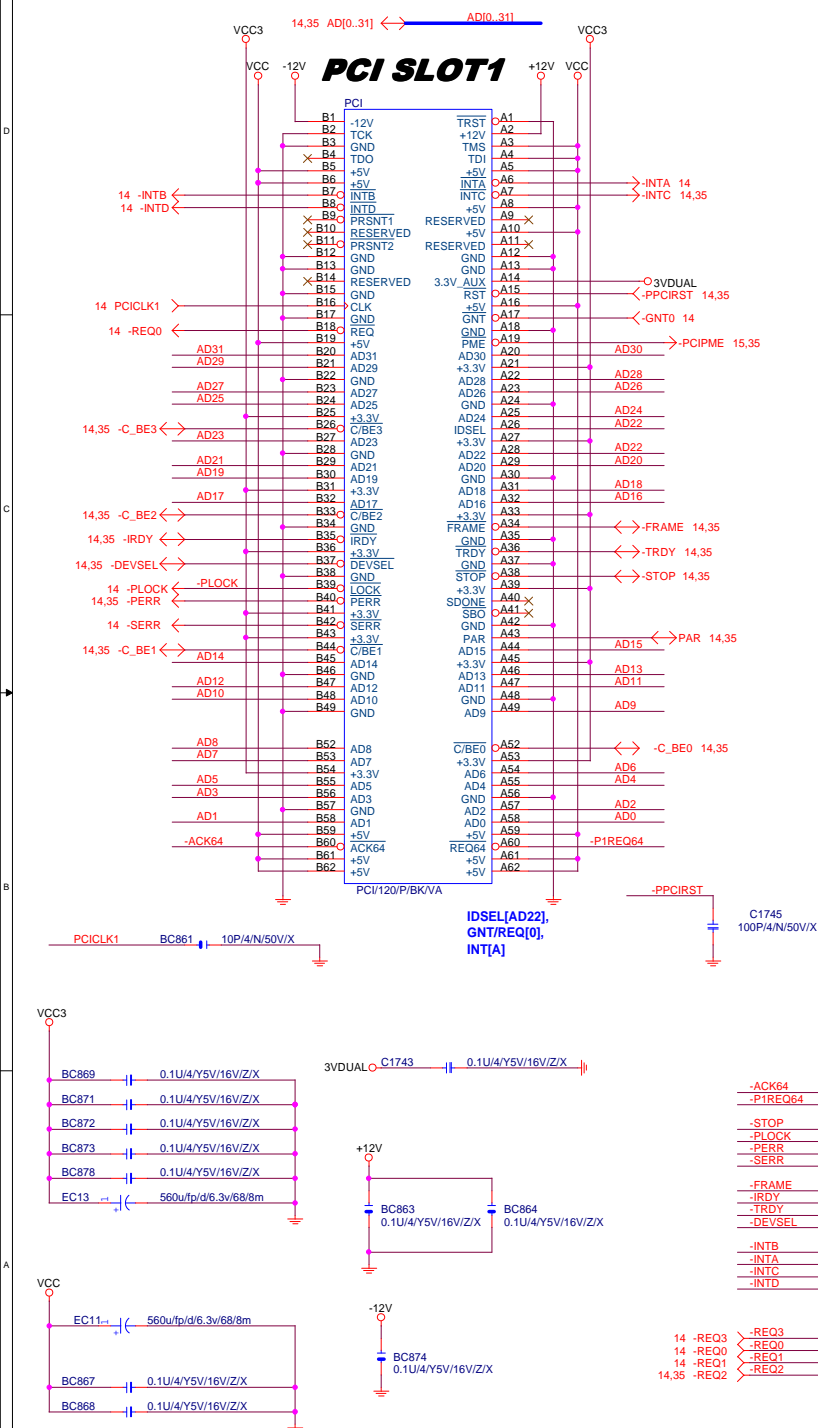 14,35 AD[0..31] AD[0..31]
VCC3 VCC3
VCC -12V +12V VCC
PCI SLOT1
PCI
B1 -12V TRST A1
B2 TCK +12V A2
B3 GND TMS A3
B4 TDO TDI A4
B5 +5V +5V A5
B6 +5V INTA A6 -INTA 14
14 -INTB B7 INTB INTC A7 -INTC 14,35
14 -INTD B8 INTD +5V A8
B9 PRSNT1 RESERVED A9
B10 RESERVED +5V A10
B11 PRSNT2 RESERVED A11
B12 GND GND A12
B13 GND GND A13
B14 RESERVED 3.3V_AUX A14 3VDUAL
B15 GND RST A15 -PPCIRST 14,35
14 PCICLK1 B16 CLK +5V A16
B17 GND GNT A17 -GNT0 14
14 -REQ0 B18 REQ GND A18
B19 +5V PME A19 -PCIPME 15,35
AD31 B20 AD31 AD30 A20 AD30
AD29 B21 AD29 +3.3V A21
B22 GND AD28 A22 AD28
AD27 B23 AD27 AD26 A23 AD26
AD25 B24 AD25 GND A24
B25 +3.3V AD24 A25 AD24
14,35 -C_BE3 B26 C/BE3 IDSEL A26 AD22
AD23 B27 AD23 +3.3V A27
B28 GND AD22 A28 AD22
AD21 B29 AD21 AD20 A29 AD20
AD19 B30 AD19 GND A30
B31 +3.3V AD18 A31 AD18
AD17 B32 AD17 AD16 A32 AD16
14,35 -C_BE2 B33 C/BE2 +3.3V A33
B34 GND FRAME A34 -FRAME 14,35
14,35 -IRDY B35 IRDY GND A35
B36 +3.3V TRDY A36 -TRDY 14,35
14,35 -DEVSEL B37 DEVSEL GND A37
B38 GND STOP A38 -STOP 14,35
14 -PLOCK -PLOCK B39 LOCK +3.3V A39
14,35 -PERR B40 PERR SDONE A40
B41 +3.3V SBO A41
14 -SERR B42 SERR GND A42
B43 +3.3V PAR A43 PAR 14,35
14,35 -C_BE1 B44 C/BE1 AD15 A44 AD15
AD14 B45 AD14 +3.3V A45
B46 GND AD13 A46 AD13
AD12 B47 AD12 AD11 A47 AD11
AD10 B48 AD10 GND A48
B49 GND AD9 A49 AD9
AD8 B52 AD8 C/BE0 A52 -C_BE0 14,35
AD7 B53 AD7 +3.3V A53
B54 +3.3V AD6 A54 AD6
AD5 B55 AD5 AD4 A55 AD4
AD3 B56 AD3 GND A56
B57 GND AD2 A57 AD2
AD1 B58 AD1 AD0 A58 AD0
B59 +5V +5V A59
-ACK64 B60 ACK64 REQ64 A60 -P1REQ64
B61 +5V +5V A61
B62 +5V +5V A62
PCI/120/P/BK/VA
-PPCIRST
IDSEL[AD22],
GNT/REQ[0],
INT[A]
C1745
100P/4/N/50V/X
PCICLK1 BC861 10P/4/N/50V/X
VCC3
BC869 0.1U/4/Y5V/16V/Z/X
BC871 0.1U/4/Y5V/16V/Z/X
BC872 0.1U/4/Y5V/16V/Z/X
BC873 0.1U/4/Y5V/16V/Z/X
BC878 0.1U/4/Y5V/16V/Z/X
EC13 1 + 560u/fp/d/6.3v/68/8m
3VDUAL C1743 0.1U/4/Y5V/16V/Z/X
+12V
BC863
0.1U/4/Y5V/16V/Z/X
BC864
0.1U/4/Y5V/16V/Z/X
VCC
EC11 1 + 560u/fp/d/6.3v/68/8m
BC867 0.1U/4/Y5V/16V/Z/X
BC868 0.1U/4/Y5V/16V/Z/X
-12V
BC874
0.1U/4/Y5V/16V/Z/X
-ACK64
-P1REQ64
-STOP
-PLOCK
-PERR
-SERR
-FRAME
-IRDY
-TRDY
-DEVSEL
-INTB
-INTA
-INTC
-INTD
14 -REQ3 -REQ3
14 -REQ0 -REQ0
14 -REQ1 -REQ1
14,35 -REQ2 -REQ2
D
C
B
A